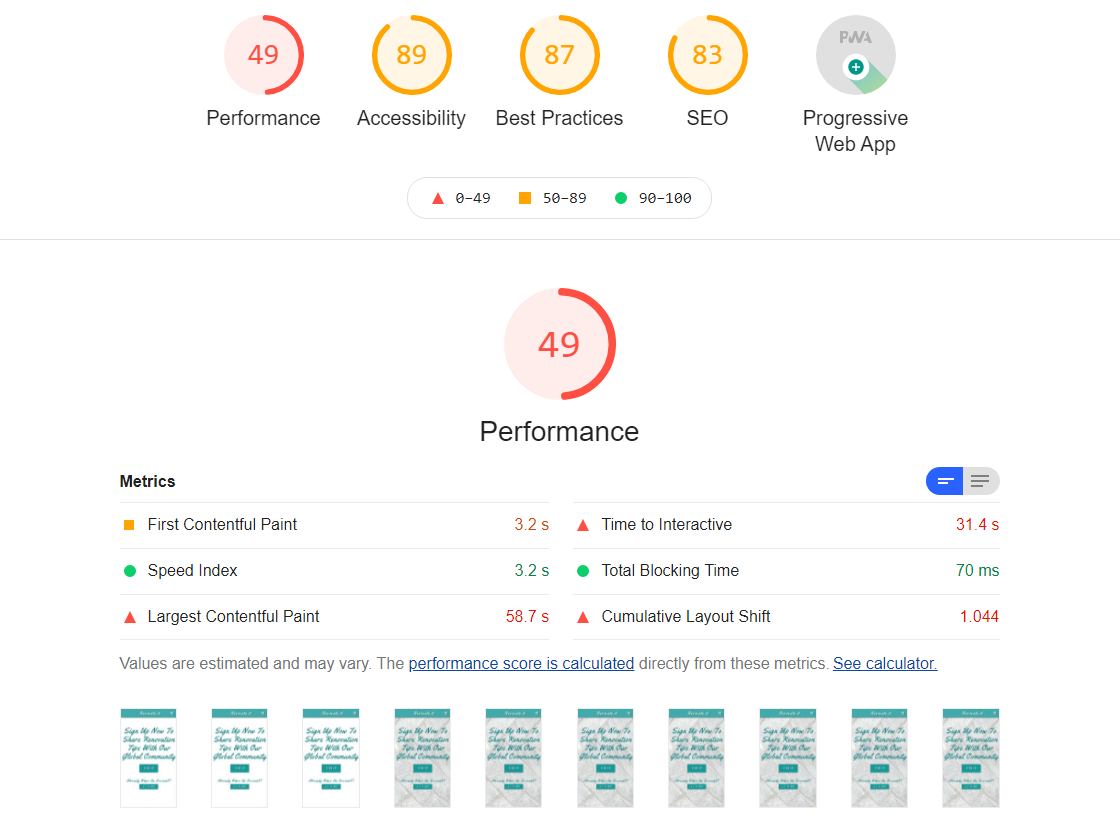 49
89
87
83
PWA
Performance
Accessibility
Best Practices
SEO
Progressive
Web App
0–49
50–89
90–100
49
Performance
Metrics
First Contentful Paint 3.2 s
Time to Interactive 31.4 s
Speed Index 3.2 s
Total Blocking Time 70 ms
Largest Contentful Paint 58.7 s
Cumulative Layout Shift 1.044
Values are estimated and may vary. The performance score is calculated directly from these metrics. See calculator.
Sign Up Now To
Share Renovation
Tips With Our
Global Community
Sign Up Now To
Share Renovation
Tips With Our
Global Community
Sign Up Now To
Share Renovation
Tips With Our
Global Community
Sign Up Now To
Share Renovation
Tips With Our
Global Community
Sign Up Now To
Share Renovation
Tips With Our
Global Community
Sign Up Now To
Share Renovation
Tips With Our
Global Community
Sign Up Now To
Share Renovation
Tips With Our
Global Community
Sign Up Now To
Share Renovation
Tips With Our
Global Community
Sign Up Now To
Share Renovation
Tips With Our
Global Community
Sign Up Now To
Share Renovation
Tips With Our
Global Community